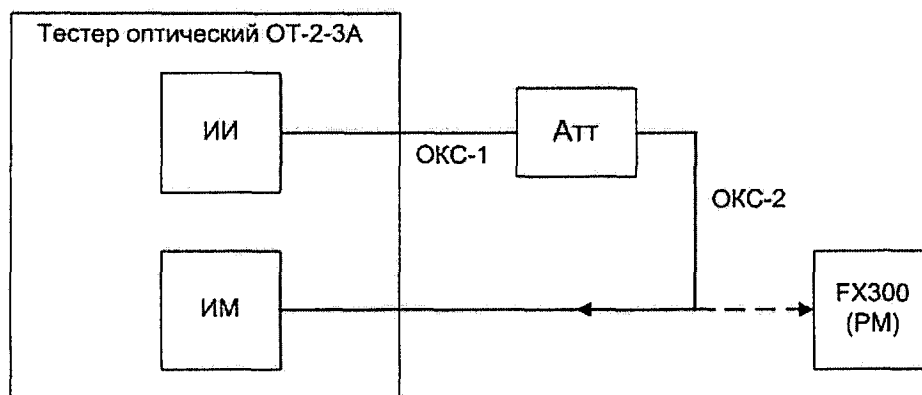 Тестер оптический ОТ-2-3А
ИИ
Атт
ОКС-1
ОКС-2
ИМ
FX300
(PM)